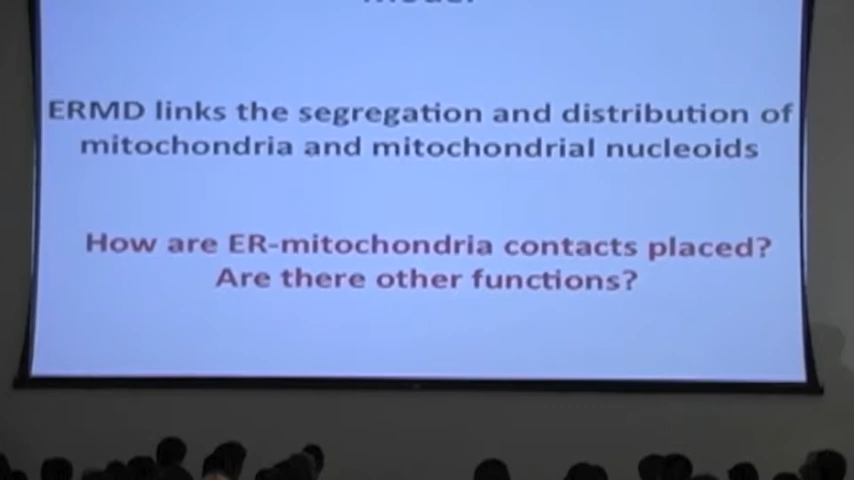 ERMD links the segregation and distribution of
mitochondria and mitochondrial nucleoids
How are ER-mitochondria contacts placed?
Are there other functions?